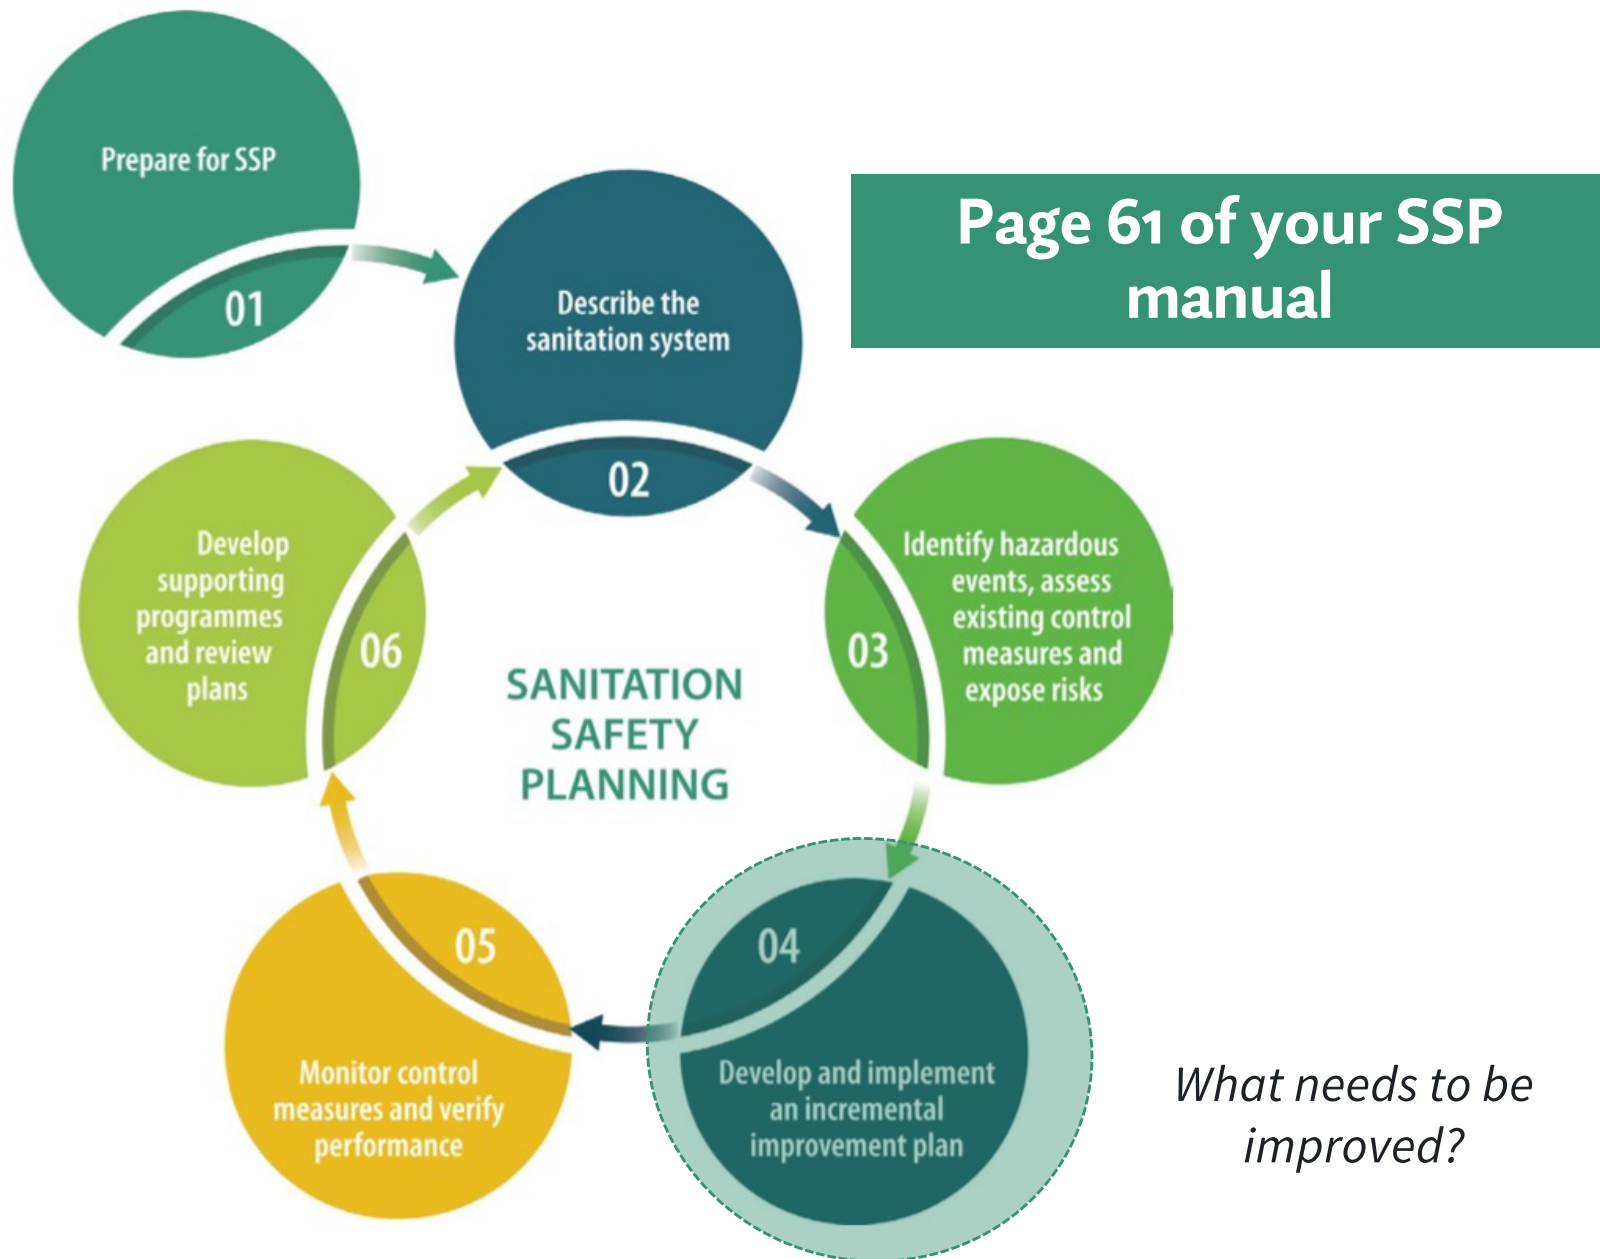 Prepare for SSP
01
Page 61 of your SSP
manual
Describe the
sanitation system
02
Identify hazardous
events, assess
existing control
measures and
expose risks
03
Develop
supporting
programmes
and review
plans
06
SANITATION
SAFETY
PLANNING
05
Monitor control
measures and verify
performance
04
Develop and implement
an incremental
improvement plan
What needs to be
improved?